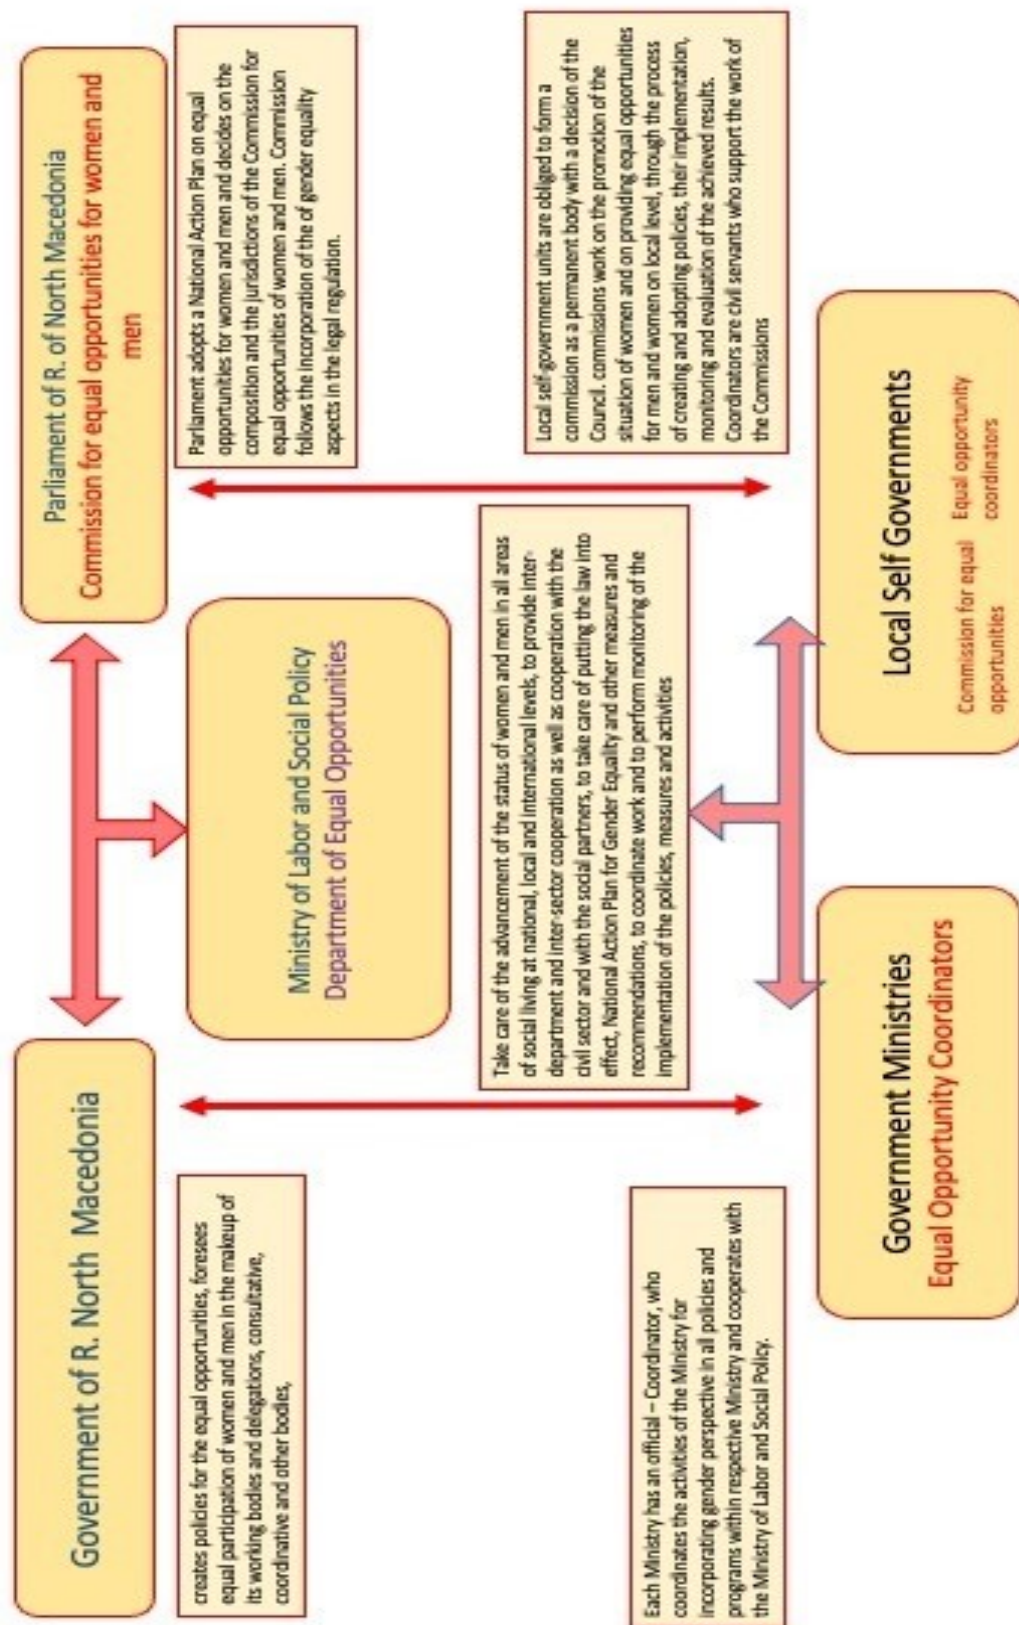 Government of R. North Macedonia
creates policies for the equal opportunities, foresees
equal participation of women and men in the makeup of
its working bodies and delegations, consultative,
coordinative and other bodies,
Parliament of R. of North Macedonia
Commission for equal opportunities for women and
men
Parliament adopts a National Action Plan on equal
opportunities for women and men and decides on the
composition and the jurisdictions of the Commission for
equal opportunities of women and men. Commission
follows the incorporation of the of gender equality
aspects in the legal regulation.
Ministry of Labor and Social Policy
Department of Equal Opportunities
Take care of the advancement of the status of women and men in all areas
of social living at national, local and international levels, to provide inter-
department and inter-sector cooperation as well as cooperation with the
civil sector and with the social partners, to take care of putting the law into
effect, National Action Plan for Gender Equality and other measures and
recommendations, to coordinate work and to perform monitoring of the
implementation of the policies, measures and activities
Each Ministry has an official – Coordinator, who
coordinates the activities of the Ministry for
incorporating gender perspective in all policies and
programs within respective Ministry and cooperates with
the Ministry of Labor and Social Policy.
Government Ministries
Equal Opportunity Coordinators
Local self-government units are obliged to form a
commission as a permanent body with a decision of the
Council. commissions work on the promotion of the
situation of women and on providing equal opportunities
for men and women on local level, through the process
of creating and adopting policies, their implementation,
monitoring and evaluation of the achieved results.
Coordinators are civil servants who support the work of
the Commissions
Local Self Governments
Commission for equal
opportunities
Equal opportunity
coordinators